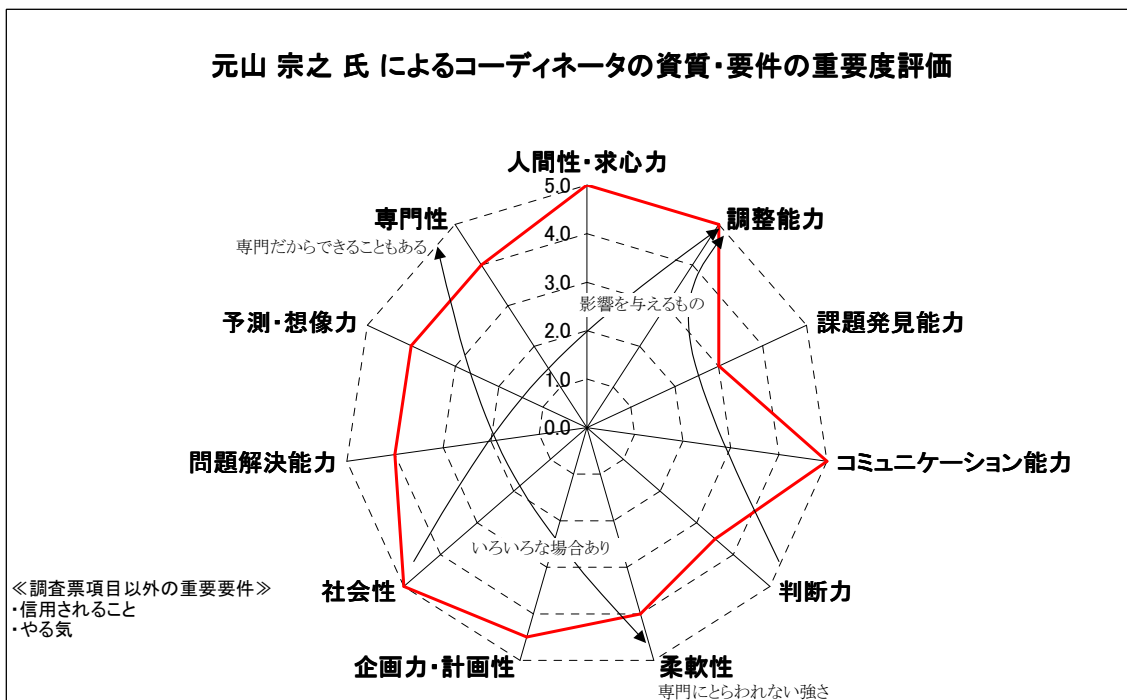 元山 宗之 氏 によるコーディネータの資質・要件の重要度評価
人間性・求心力
5.0
専門性
調整能力
専門だからできることもある
4.0
3.0
影響を与えるもの
予測・想像力
課題発見能力
2.0
1.0
0.0
問題解決能力
コミュニケーション能力
いろいろな場合あり
社会性
判断力
≪調査票項目以外の重要要件≫
・信用されること
・やる気
企画力・計画性
柔軟性
専門にとらわれない強さ